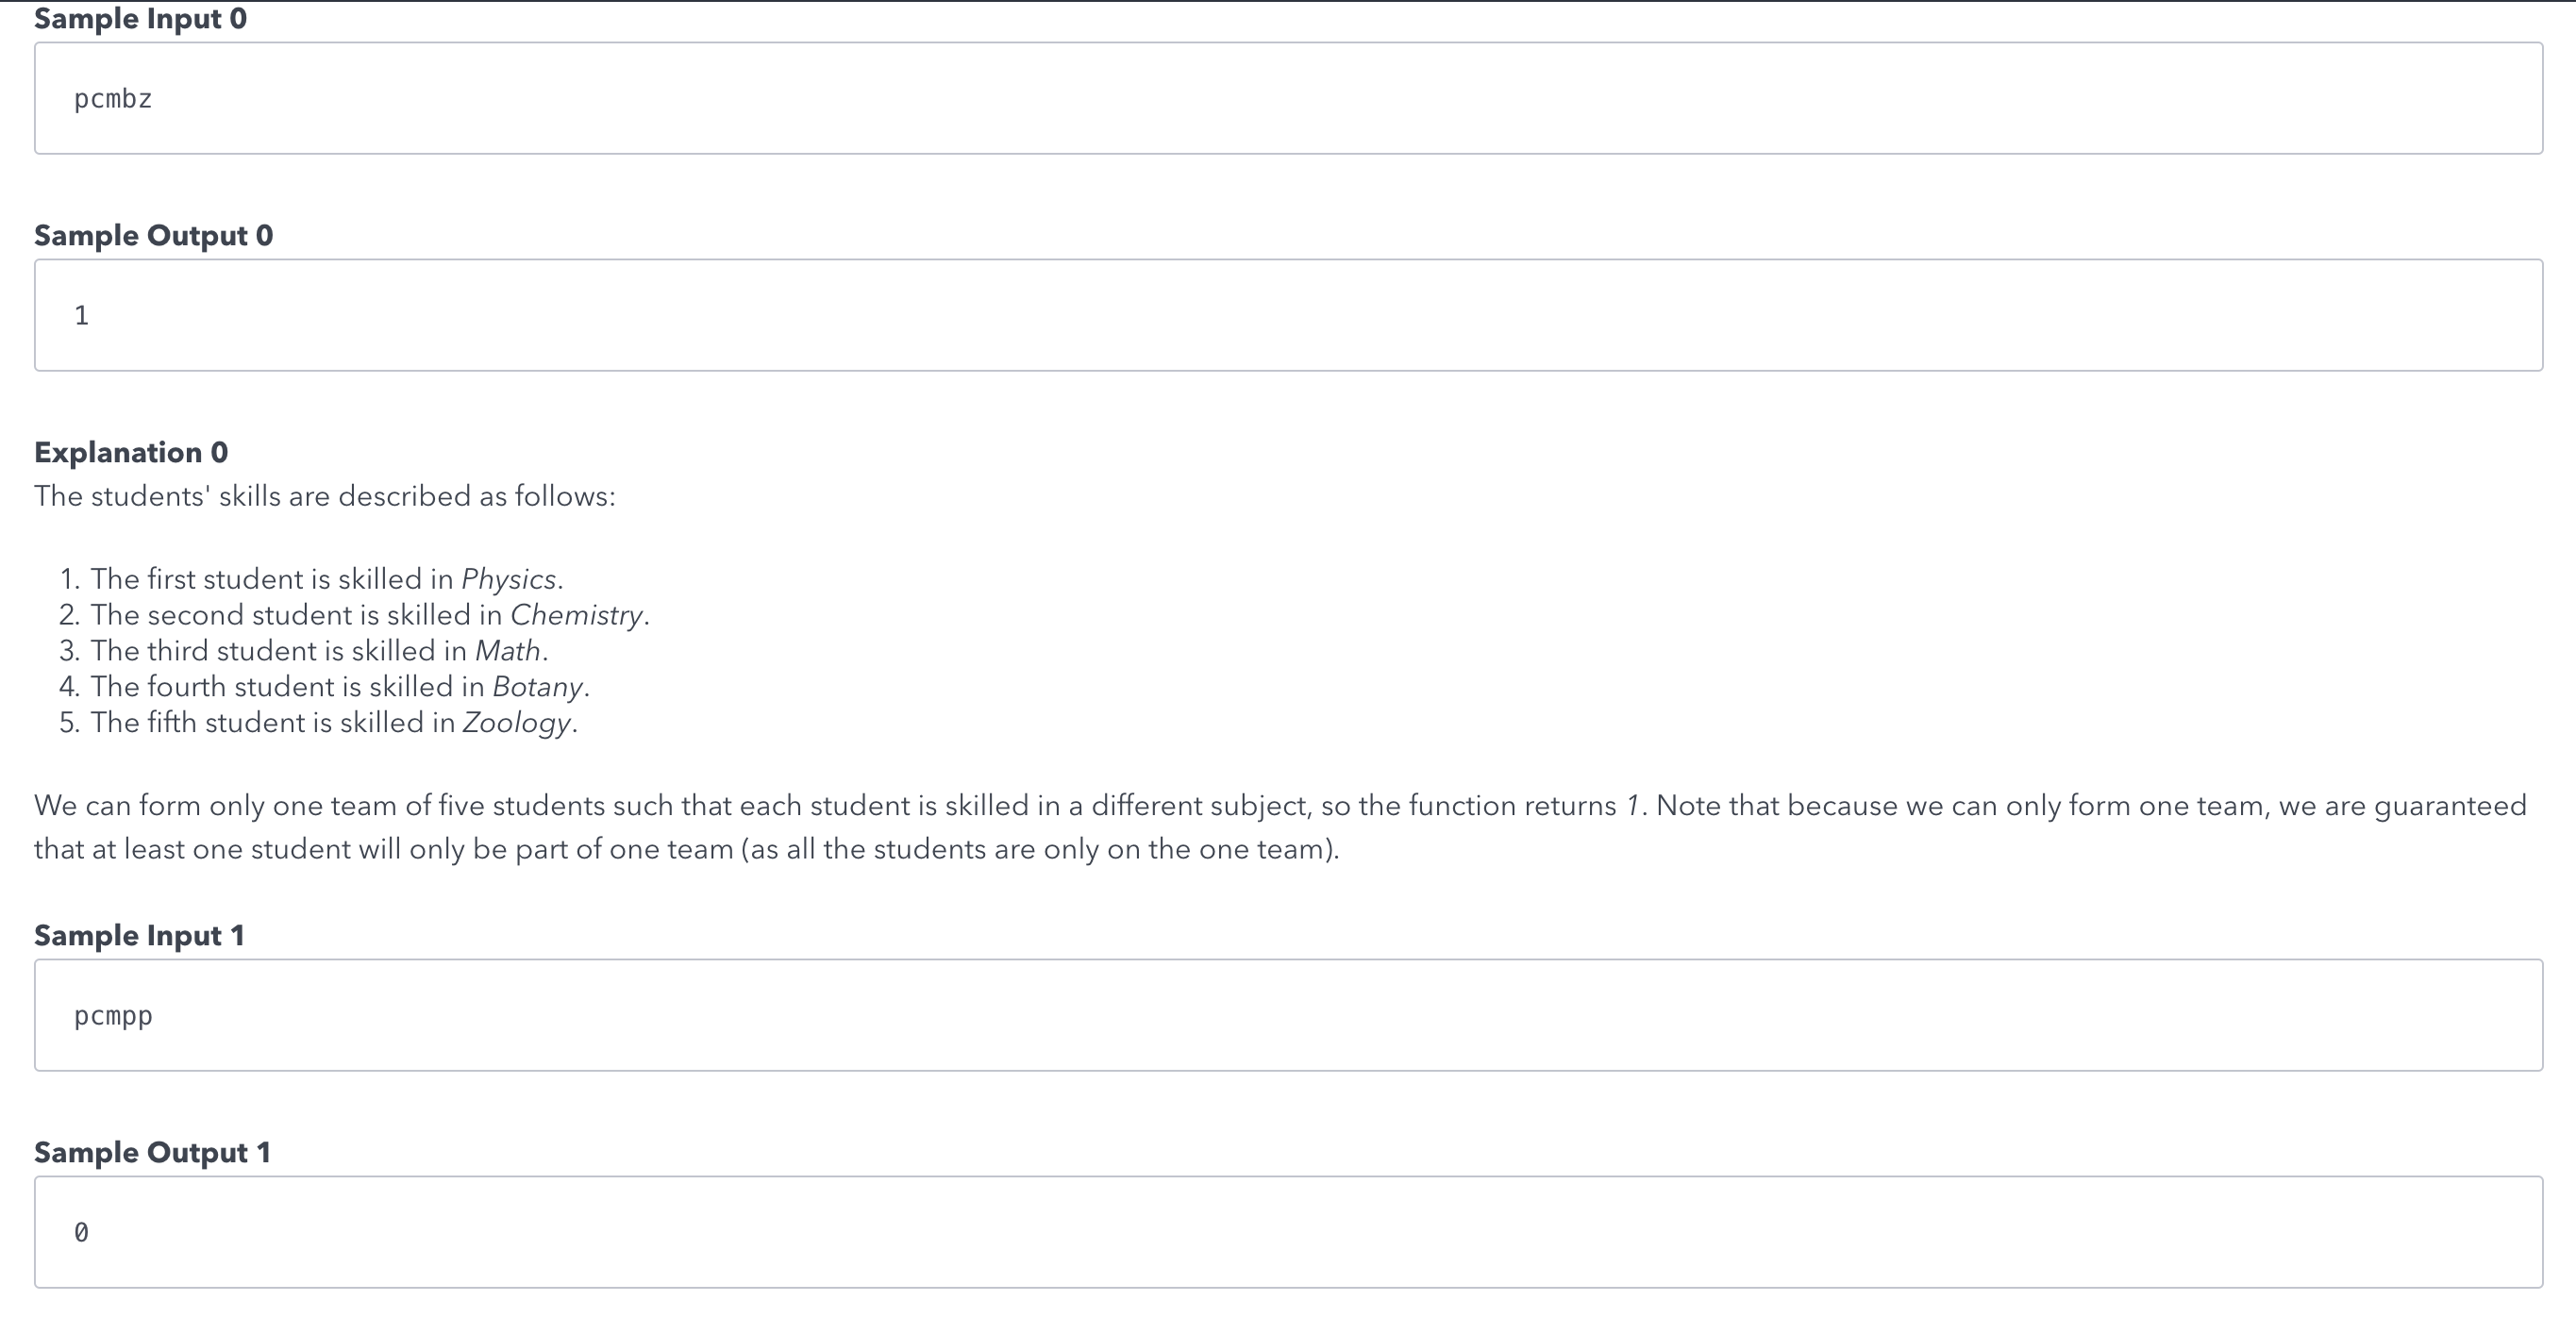 Sample Input 0
pcmbz
Sample Output 0
1
Explanation 0
The students' skills are described as follows:
1. The first student is skilled in Physics.
2. The second student is skilled in Chemistry.
3. The third student is skilled in Math.
4. The fourth student is skilled in Botany.
5. The fifth student is skilled in Zoology.
We can form only one team of five students such that each student is skilled in a different subject, so the function returns 1. Note that because we can only form one team, we are guaranteed
that at least one student will only be part of one team (as all the students are only on the one team).
Sample Input 1
pcmpp
Sample Output 1
0